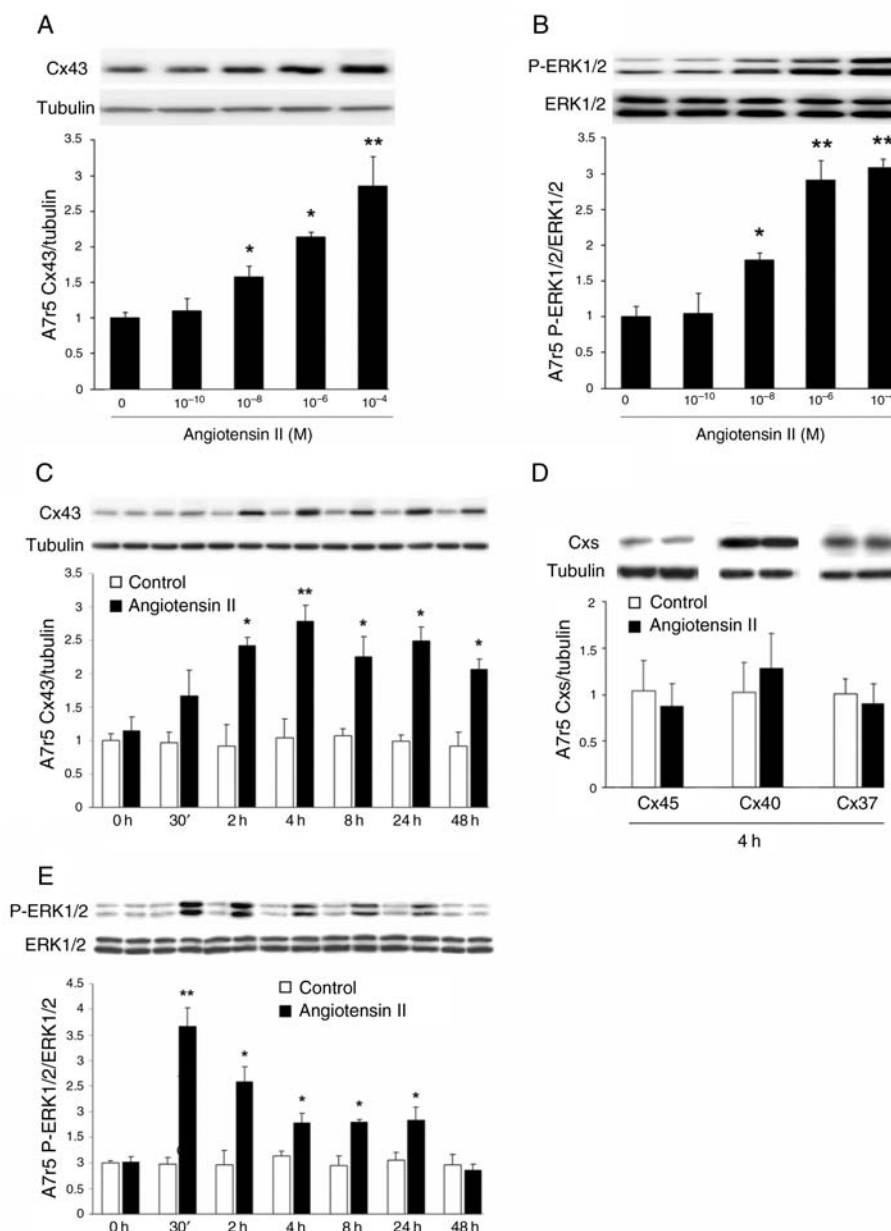 A
Cx43
Tubulin
A7r5 Cx43/tubulin
3.5
3
2.5
2
1.5
1
0.5
0
* * **
0 10⁻¹⁰ 10⁻⁸ 10⁻⁶ 10⁻⁴
Angiotensin II (M)
B
P-ERK1/2
ERK1/2
A7r5 P-ERK1/2/ERK1/2
3.5
3
2.5
2
1.5
1
0.5
0
* ** **
0 10⁻¹⁰ 10⁻⁸ 10⁻⁶ 10⁻⁴
Angiotensin II (M)
C
Cx43
Tubulin
A7r5 Cx43/tubulin
3.5
3
2.5
2
1.5
1
0.5
0
Control
Angiotensin II
* ** * * *
0 h 30′ 2 h 4 h 8 h 24 h 48 h
D
Cxs
Tubulin
A7r5 Cxs/tubulin
2
1.5
1
0.5
0
Control
Angiotensin II
Cx45 Cx40 Cx37
4 h
E
P-ERK1/2
ERK1/2
A7r5 P-ERK1/2/ERK1/2
4.5
4
3.5
3
2.5
3
1.5
3
0.5
0
Control
Angiotensin II
** * * * *
0 h 30′ 2 h 4 h 8 h 24 h 48 h